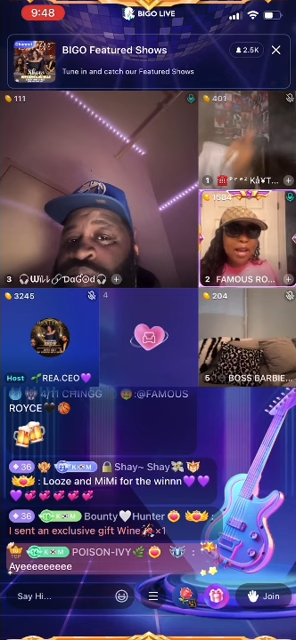 9:48
BIGO LIVE
Channel
BIGO Featured Shows
2.5K
Tune in and catch our Featured Shows
111
401
1
1584
3 Will DaGod
2 FAMOUS RO...
3245
4
204
Host REA.CEO
5 BOSS BARBIE...
:@FAMOUS
ROYCE
36 Shay~ Shay
: Looze and MiMi for the winnn
36 Bounty Hunter
:
I sent an exclusive gift Wine ×1
TOP POISON-IVY :
Ayeeeeeeeee
Say Hi...
Join